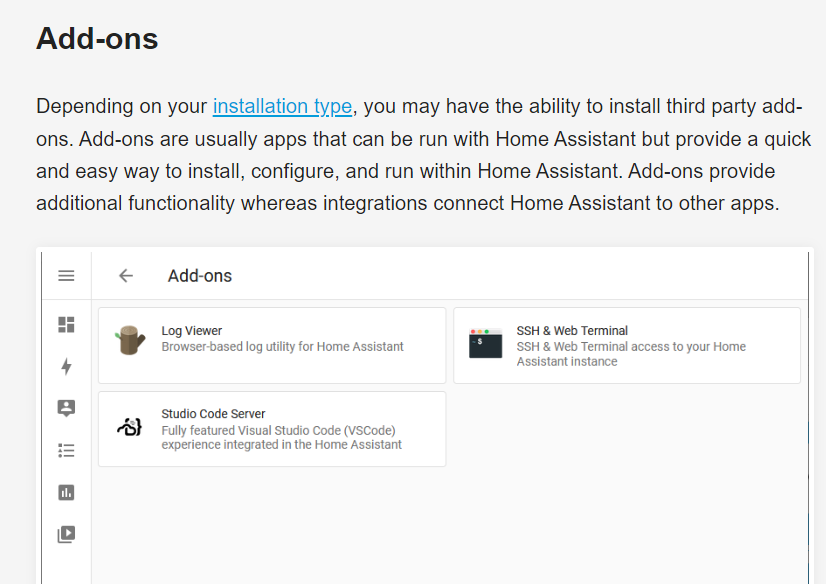 Add-ons
Depending on your installation type, you may have the ability to install third party add-
ons. Add-ons are usually apps that can be run with Home Assistant but provide a quick
and easy way to install, configure, and run within Home Assistant. Add-ons provide
additional functionality whereas integrations connect Home Assistant to other apps.
Add-ons
Log Viewer
Browser-based log utility for Home Assistant
$
SSH & Web Terminal
SSH & Web Terminal access to your Home
Assistant instance
Studio Code Server
Fully featured Visual Studio Code (VSCode)
experience integrated in the Home Assistant